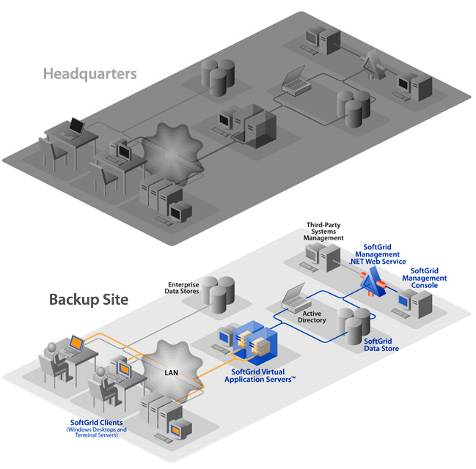 Headquarters
Third-Party
Systems
Management
SoftGrid
Management
.NET Web Service
SoftGrid
Management
Console
Enterprise
Data Stores
Backup Site
Active
Directory
SoftGrid
Data Store
LAN
SoftGrid Virtual
Application Servers™
SoftGrid Clients
(Windows Desktops and
Terminal Servers)